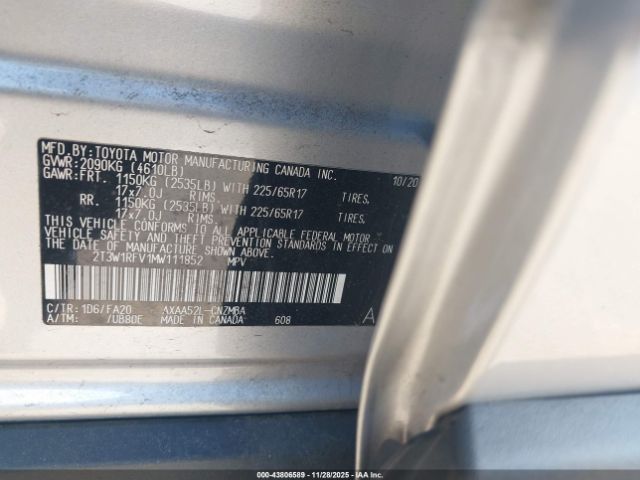 MFD.BY:TOYOTA MOTOR MANUFACTURING CANADA INC. 10/20
GVWR:2090KG (4610LB)
GAWR:FRT. 1150KG (2535LB) WITH 225/65R17 TIRES.
17x7.0J RIMS.
RR. 1150KG (2535LB) WITH 225/65R17 TIRES.
17x7.0J RIMS
THIS VEHICLE CONFORMS TO ALL APPLICABLE FEDERAL MOTOR
VEHICLE SAFETY AND THEFT PREVENTION STANDARDS IN EFFECT ON
THE DATE OF MANUFACTURE SHOWN ABOVE.
2T3W1RFV1MW111852 MPV
C/TR: 1D6/FA20 AXAA52L-CNZMBA A
A/TM: /UB80E MADE IN CANADA 608
00-43806589 - 11/28/2025 - IAA Inc.